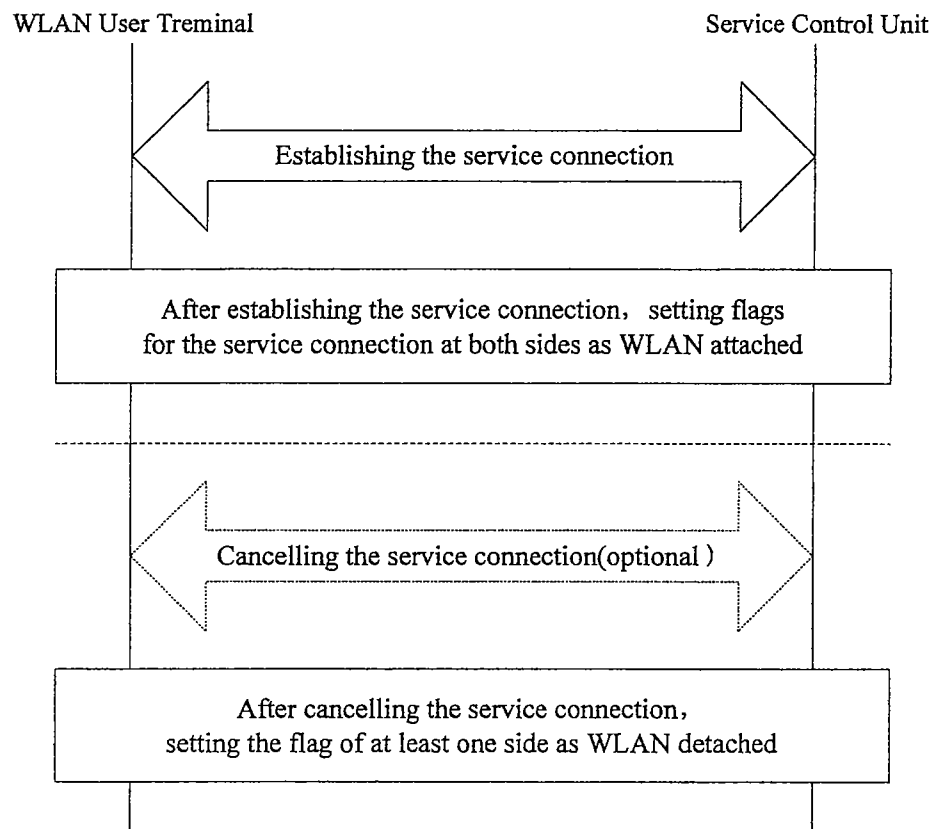 WLAN User Treminal
Service Control Unit
Establishing the service connection
After establishing the service connection, setting flags
for the service connection at both sides as WLAN attached
Cancelling the service connection(optional )
After cancelling the service connection,
setting the flag of at least one side as WLAN detached